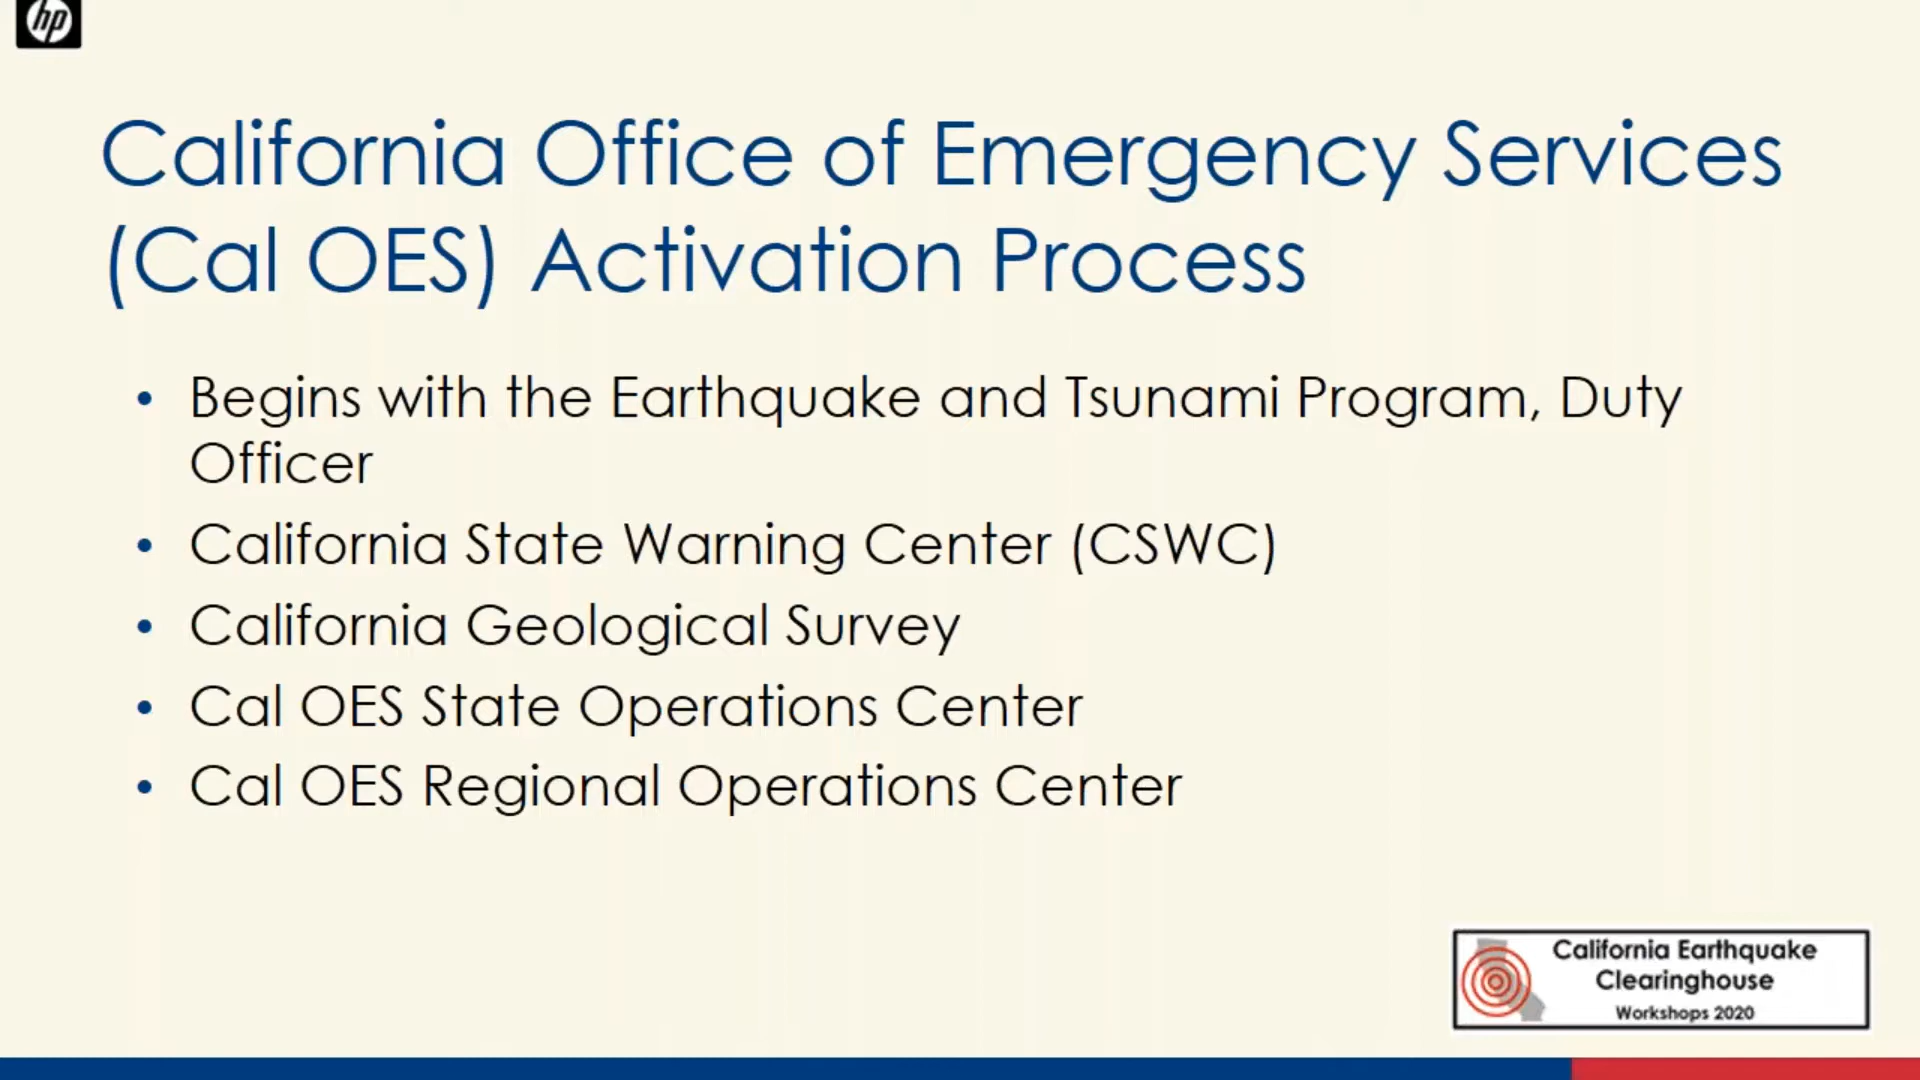 hp
California Office of Emergency Services
(Cal OES) Activation Process
• Begins with the Earthquake and Tsunami Program, Duty
Officer
• California State Warning Center (CSWC)
• California Geological Survey
• Cal OES State Operations Center
• Cal OES Regional Operations Center
California Earthquake
Clearinghouse
Workshops 2020